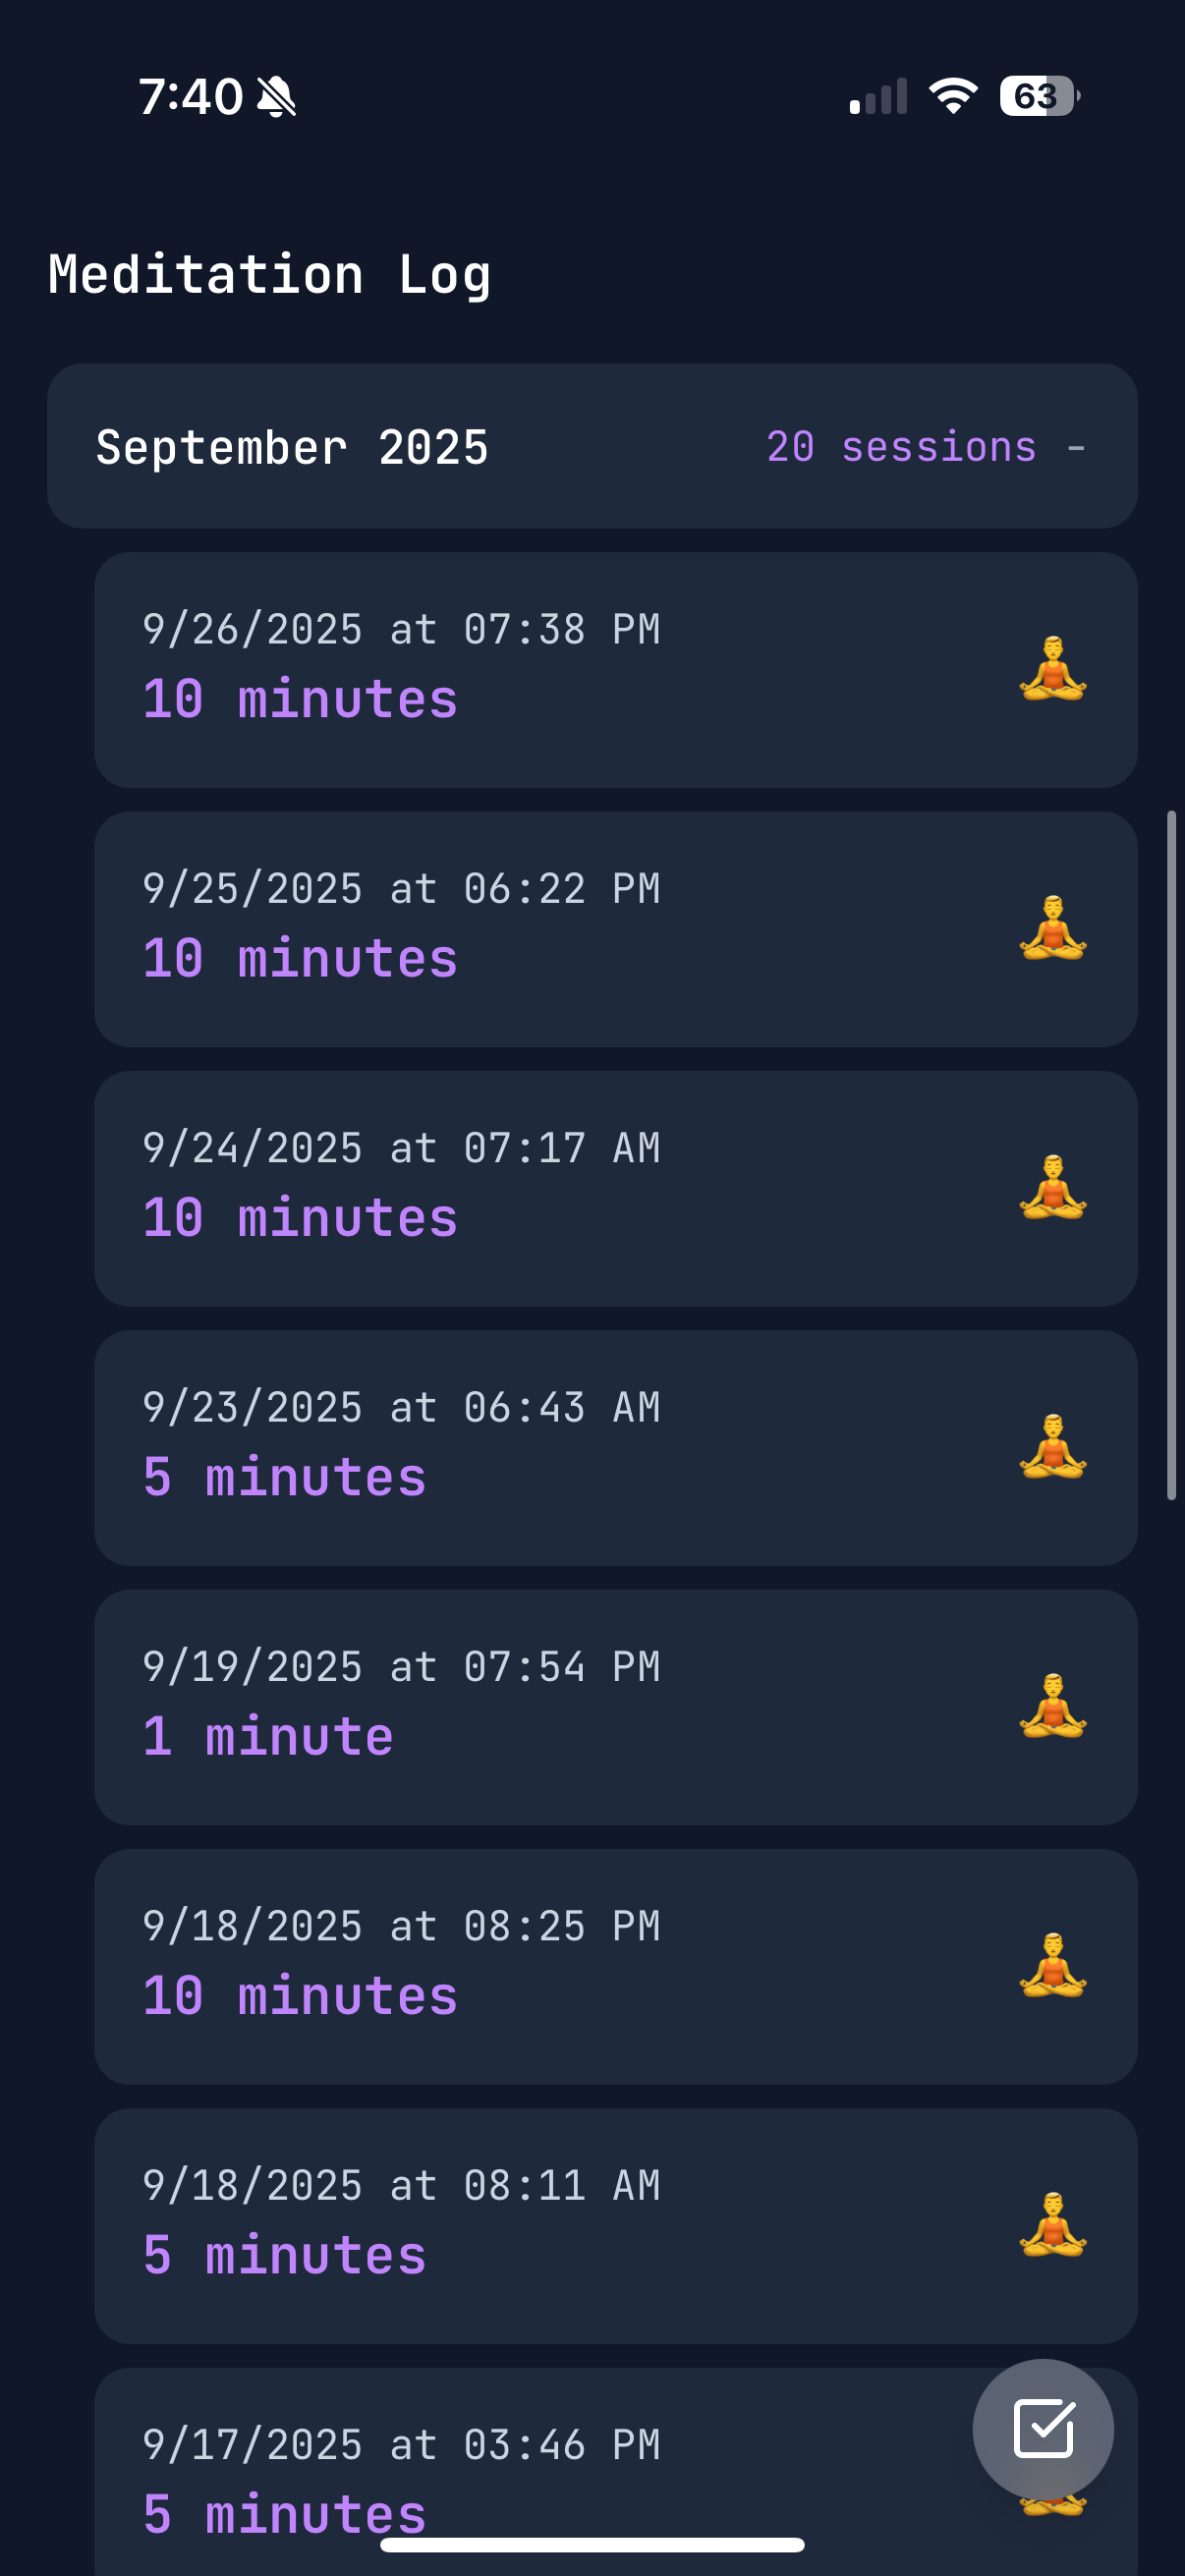 7:40
63
Meditation Log
September 2025 20 sessions -
9/26/2025 at 07:38 PM
10 minutes
9/25/2025 at 06:22 PM
10 minutes
9/24/2025 at 07:17 AM
10 minutes
9/23/2025 at 06:43 AM
5 minutes
9/19/2025 at 07:54 PM
1 minute
9/18/2025 at 08:25 PM
10 minutes
9/18/2025 at 08:11 AM
5 minutes
9/17/2025 at 03:46 PM
5 minutes